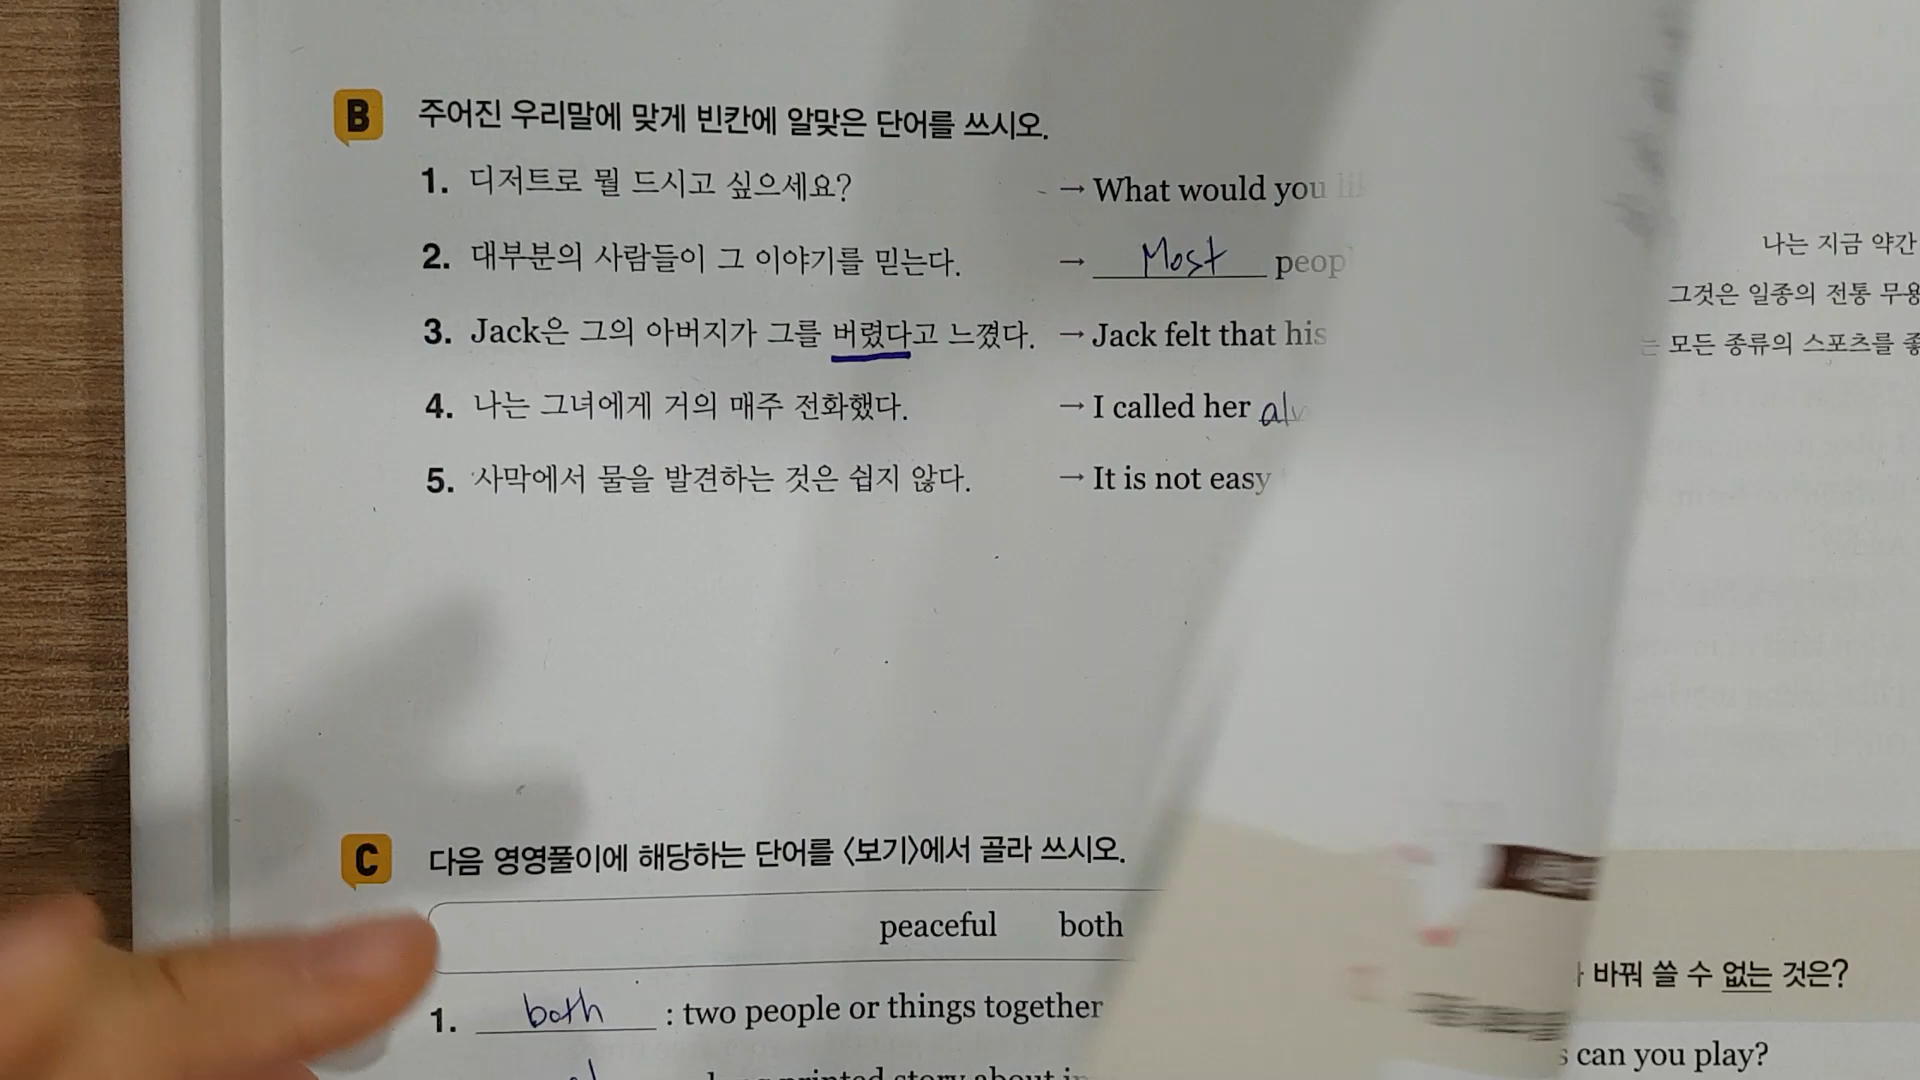 B 주어진 우리말에 맞게 빈칸에 알맞은 단어를 쓰시오.
1. 디저트로 뭘 드시고 싶으세요? → What would you
2. 대부분의 사람들이 그 이야기를 믿는다. → Most
3. Jack은 그의 아버지가 그를 버렸다고 느꼈다. → Jack felt that his
4. 나는 그녀에게 거의 매주 전화했다. → I called her
5. 사막에서 물을 발견하는 것은 쉽지 않다. → It is not easy
C 다음 영영풀이에 해당하는 단어를 〈보기〉에서 골라 쓰시오.
peaceful both
1. both : two people or things together
printed story about
나는 지금 약간
그것은 일종의 전통
모든 종류의 스포츠를
바꿔 쓸 수 없는 것은?
can you play?